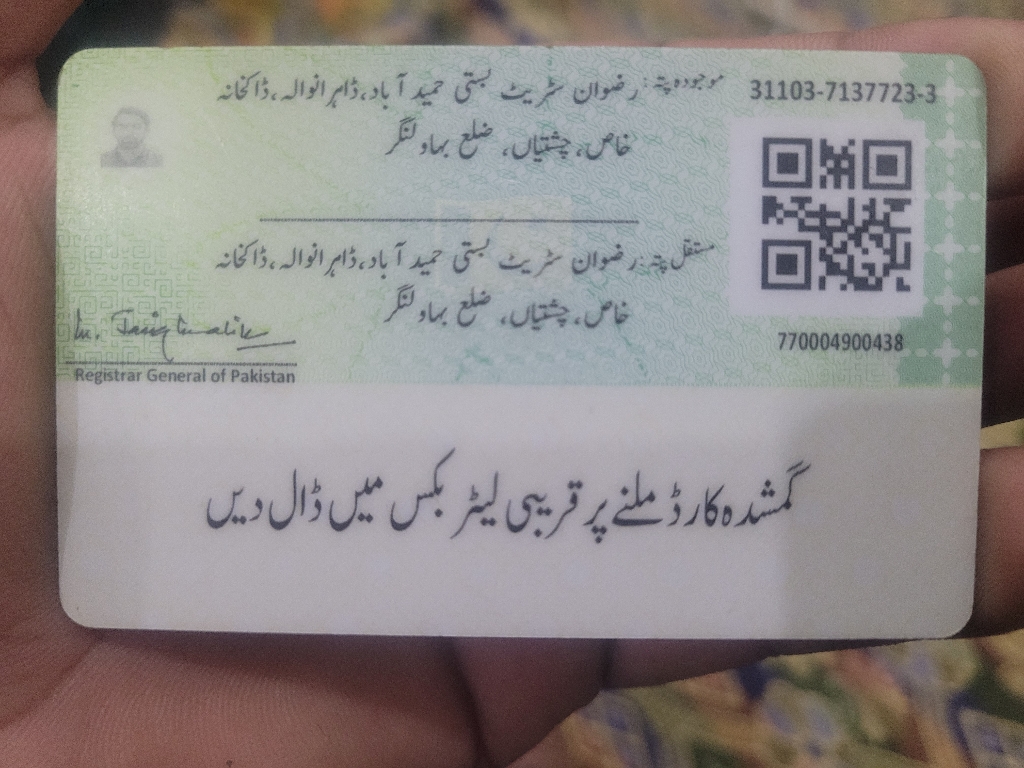 31103-7137723-3
موجودہ پتہ: رضوان سٹریٹ بستی حمید آباد، ڈاہرانوالہ، ڈاکخانہ
خاص، چشتیاں، ضلع بہاولنگر
مستقل پتہ: رضوان سٹریٹ بستی حمید آباد، ڈاہرانوالہ، ڈاکخانہ
خاص، چشتیاں، ضلع بہاولنگر
770004900438
Registrar General of Pakistan
گمشدہ کارڈ ملنے پر قریبی لیٹر بکس میں ڈال دیں